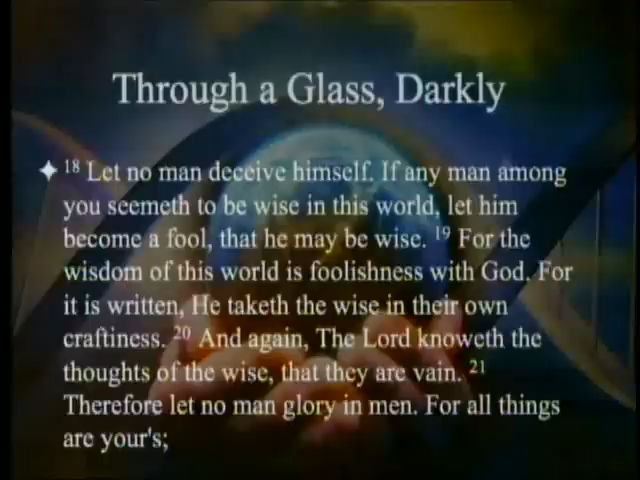 Through a Glass, Darkly
✦ 18 Let no man deceive himself. If any man among
you seemeth to be wise in this world, let him
become a fool, that he may be wise. 19 For the
wisdom of this world is foolishness with God. For
it is written, He taketh the wise in their own
craftiness. 20 And again, The Lord knoweth the
thoughts of the wise, that they are vain. 21
Therefore let no man glory in men. For all things
are your's;